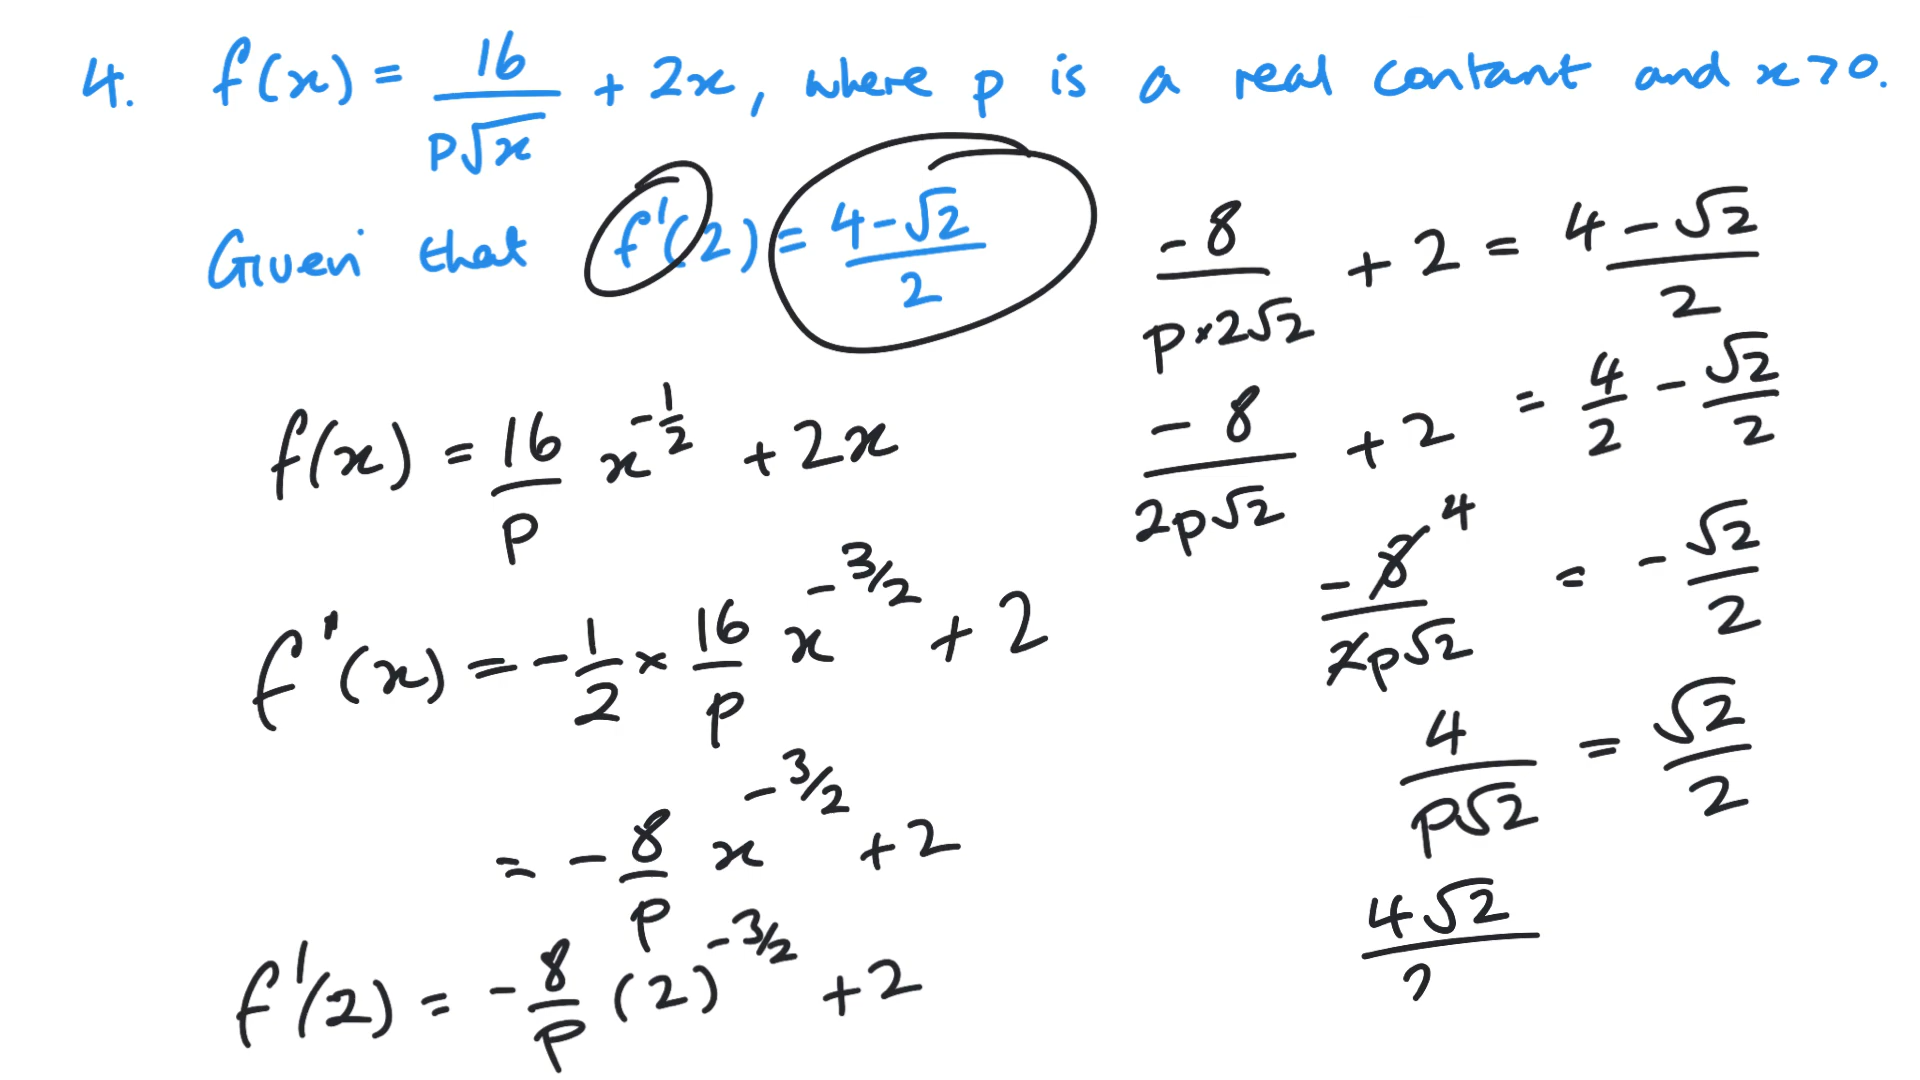 4. f(x) = 16/(p√x) + 2x, where p is a real contant and x>0.
Given that f'(2) = (4-√2)/2
f(x) = 16/p x^(-1/2) + 2x
f'(x) = -1/2 × 16/p x^(-3/2) + 2
= -8/p x^(-3/2) + 2
f'(2) = -8/p (2)^(-3/2) + 2
-8/(p×2√2) + 2 = (4-√2)/2
-8/(2p√2) + 2 = 4/2 - √2/2
-8 4/(2p√2) = -√2/2
4/(p√2) = √2/2
4√2/2